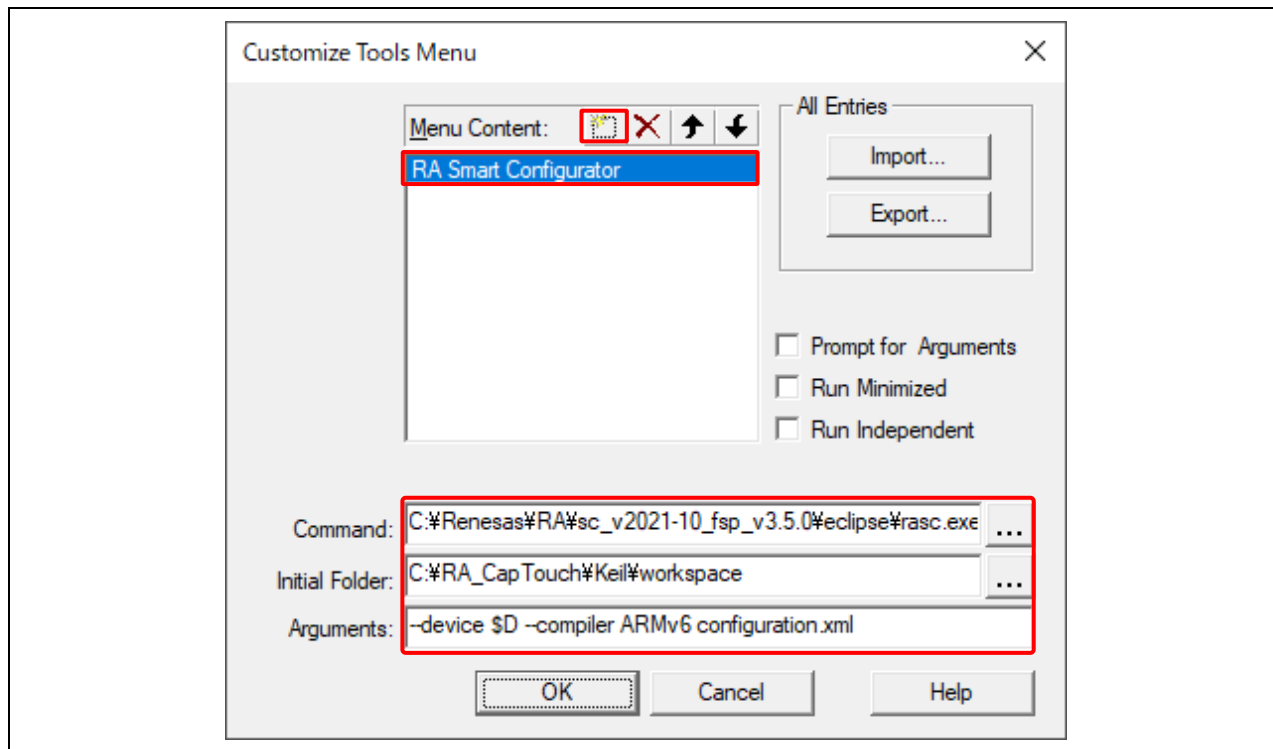 Customize Tools Menu
Menu Content:
RA Smart Configurator
All Entries
Import...
Export...
Prompt for Arguments
Run Minimized
Run Independent
Command: C:¥Renesas¥RA¥sc_v2021-10_fsp_v3.5.0¥eclipse¥rasc.exe ...
Initial Folder: C:¥RA_CapTouch¥Keil¥workspace ...
Arguments: --device $D --compiler ARMv6 configuration.xml
OK Cancel Help